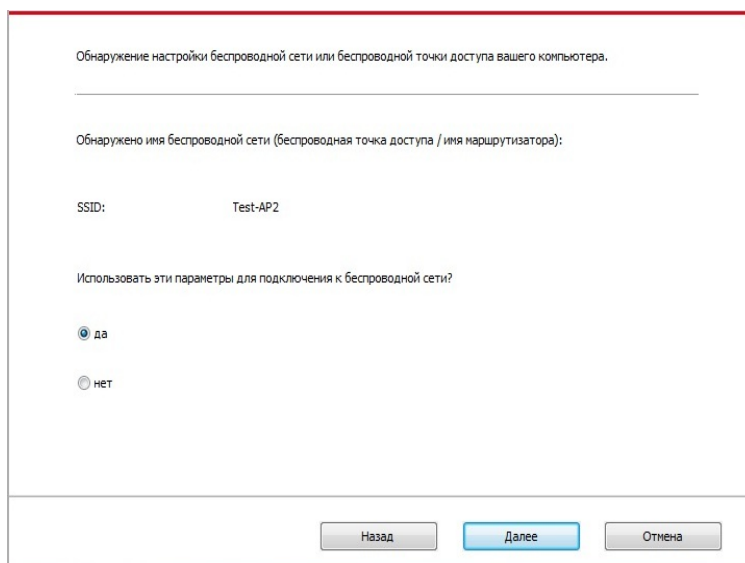 Обнаружение настройки беспроводной сети или беспроводной точки доступа вашего компьютера.
Обнаружено имя беспроводной сети (беспроводная точка доступа / имя маршрутизатора):
SSID: Test-AP2
Использовать эти параметры для подключения к беспроводной сети?
да
нет
Назад Далее Отмена